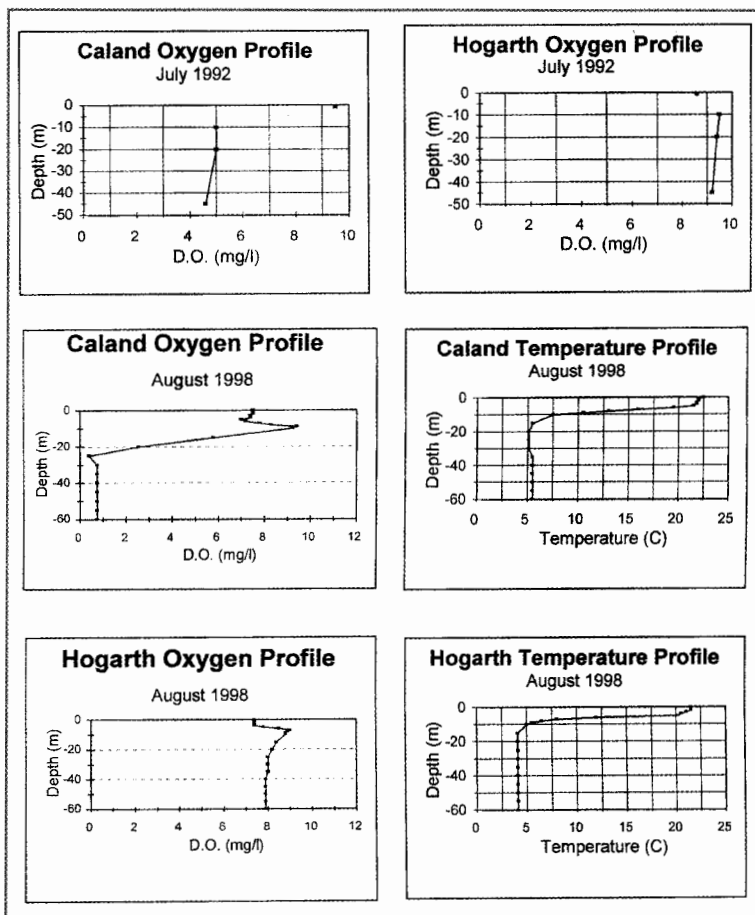 Caland Oxygen Profile
July 1992
0
-10
-20
-30
-40
-50
Depth (m)
0 2 4 6 8 10
D.O. (mg/l)
Hogarth Oxygen Profile
July 1992
0
-10
-20
-30
-40
-50
Depth (m)
0 2 4 6 8 10
D.O. (mg/l)
Caland Oxygen Profile
August 1998
0
-20
-40
-60
Depth (m)
0 2 4 6 8 10 12
D.O. (mg/l)
Caland Temperature Profile
August 1998
0
-20
-40
-60
Depth (m)
0 5 10 15 20 25
Temperature (C)
Hogarth Oxygen Profile
August 1998
0
-20
-40
-60
Depth (m)
0 2 4 6 8 10 12
D.O. (mg/l)
Hogarth Temperature Profile
August 1998
0
-20
-40
-60
Depth (m)
0 5 10 15 20 25
Temperature (C)